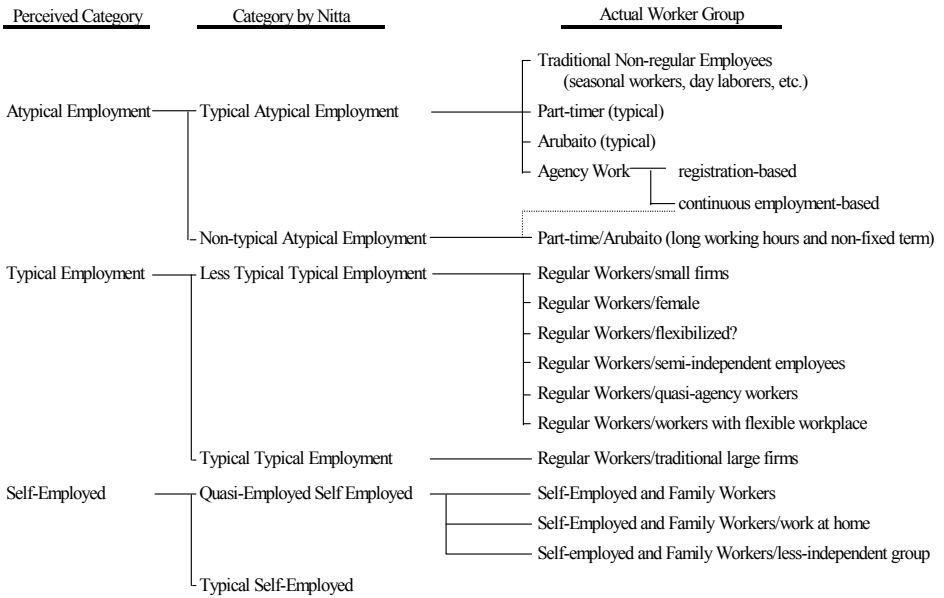 Perceived Category Category by Nitta Actual Worker Group
Traditional Non-regular Employees
(seasonal workers, day laborers, etc.)
Atypical Employment Typical Atypical Employment Part-timer (typical)
Arubaito (typical)
Agency Work registration-based
continuous employment-based
Non-typical Atypical Employment Part-time/Arubaito (long working hours and non-fixed term)
Typical Employment Less Typical Typical Employment Regular Workers/small firms
Regular Workers/female
Regular Workers/flexibilized?
Regular Workers/semi-independent employees
Regular Workers/quasi-agency workers
Regular Workers/workers with flexible workplace
Typical Typical Employment Regular Workers/traditional large firms
Self-Employed Quasi-Employed Self Employed Self-Employed and Family Workers
Self-Employed and Family Workers/work at home
Self-employed and Family Workers/less-independent group
Typical Self-Employed